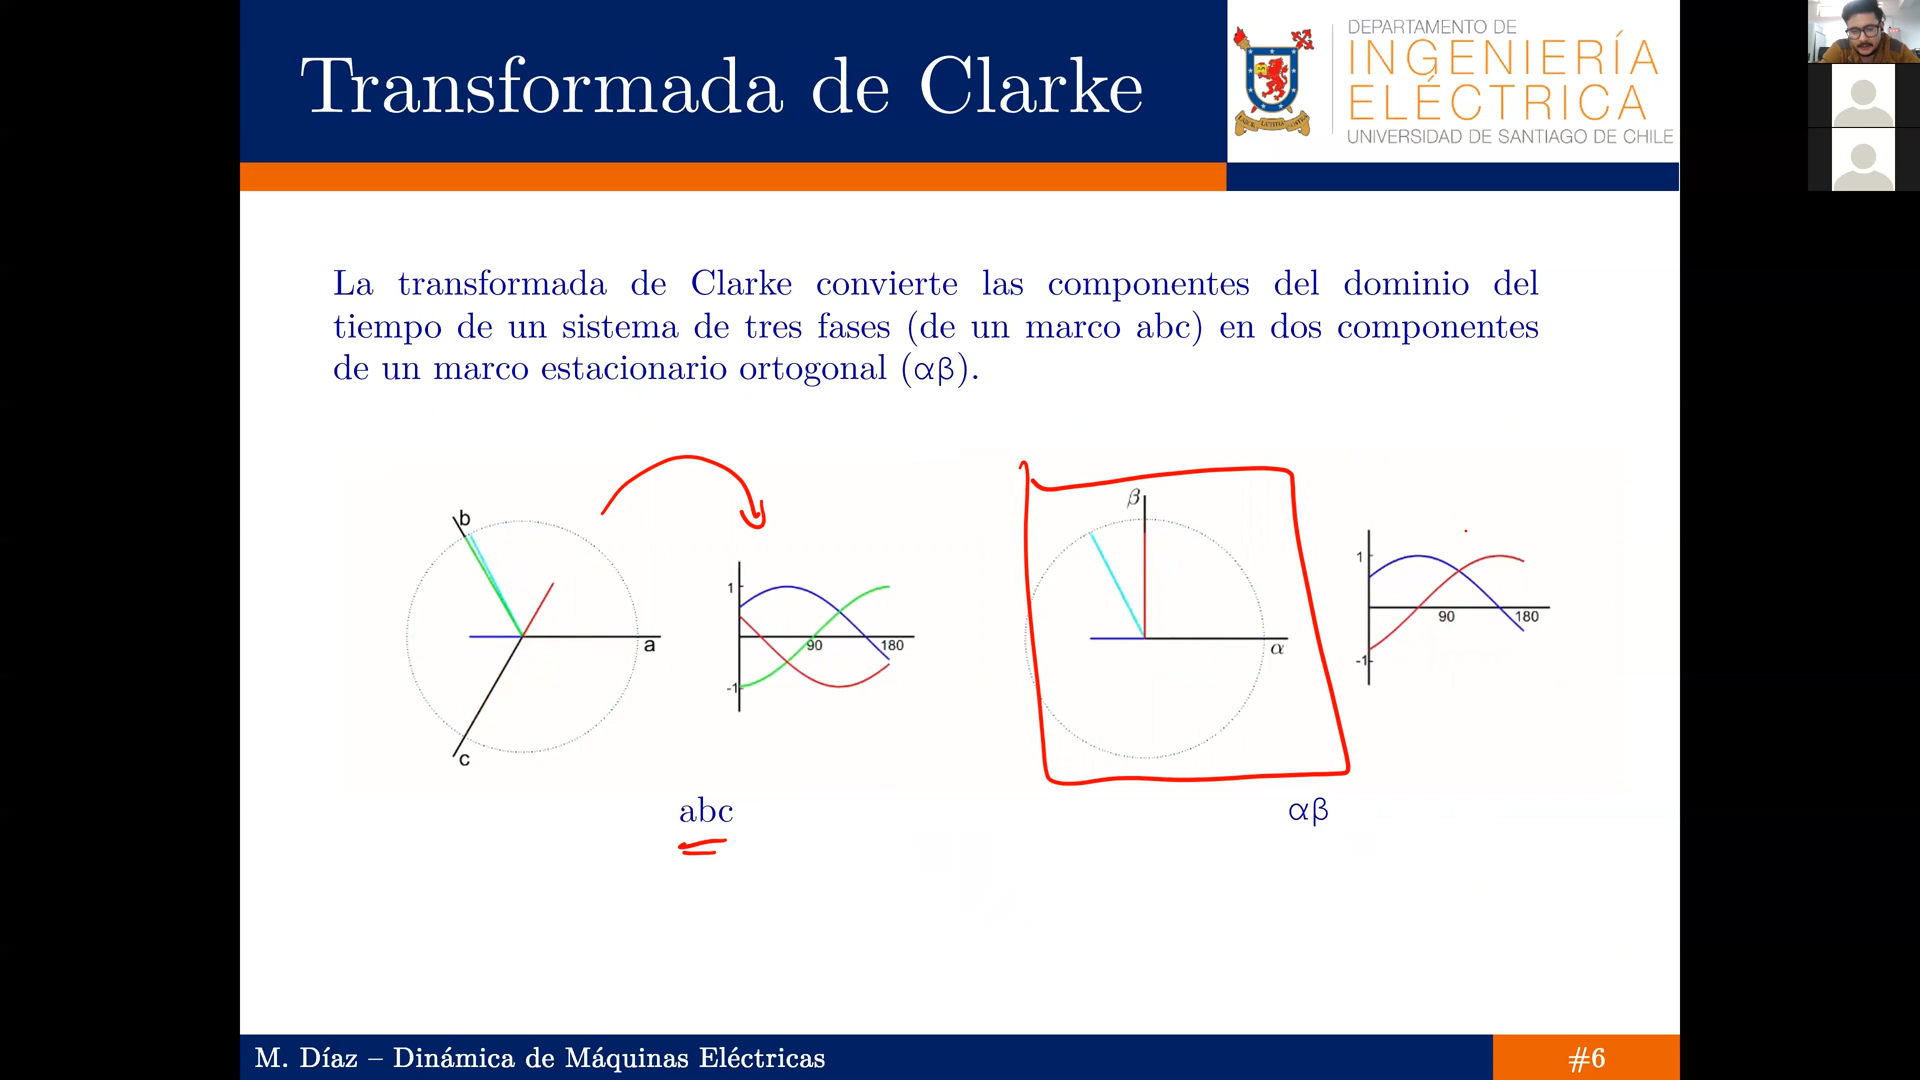 Transformada de Clarke
DEPARTAMENTO DE
INGENIERÍA
ELÉCTRICA
UNIVERSIDAD DE SANTIAGO DE CHILE
La transformada de Clarke convierte las componentes del dominio del
tiempo de un sistema de tres fases (de un marco abc) en dos componentes
de un marco estacionario ortogonal (αβ).
b
a
c
1
90
180
-1
β
α
1
90
180
-1
abc
αβ
M. Díaz – Dinámica de Máquinas Eléctricas
#6